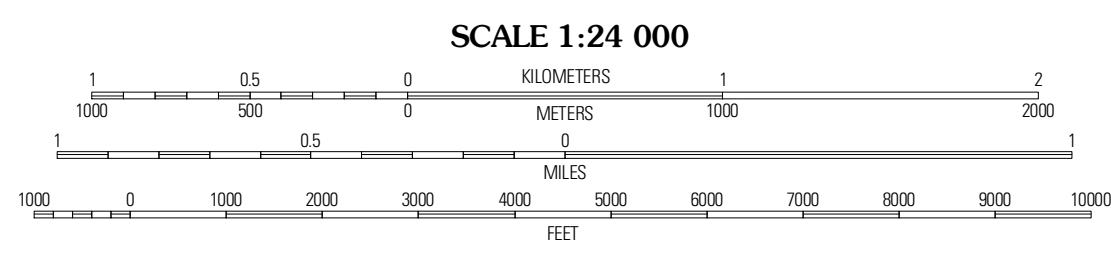 SCALE 1:24 000
1 0.5 0 KILOMETERS 1 2
1000 500 0 METERS 1000 2000
1 0.5 0 1
MILES
1000 0 1000 2000 3000 4000 5000 6000 7000 8000 9000 10000
FEET